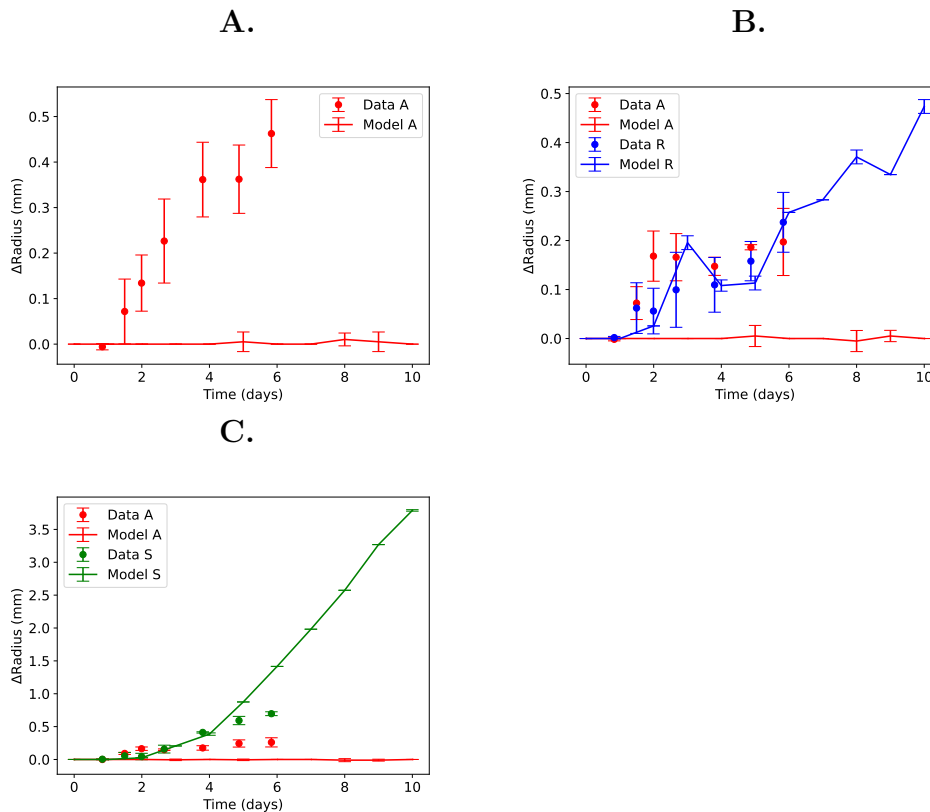 A.
0.5
0.4
0.3
0.2
0.1
0.0
ΔRadius (mm)
Data A
Model A
0 2 4 6 8 10
Time (days)
B.
0.5
0.4
0.3
0.2
0.1
0.0
ΔRadius (mm)
Data A
Model A
Data R
Model R
0 2 4 6 8 10
Time (days)
C.
3.5
3.0
2.5
2.0
1.5
1.0
0.5
0.0
ΔRadius (mm)
Data A
Model A
Data S
Model S
0 2 4 6 8 10
Time (days)